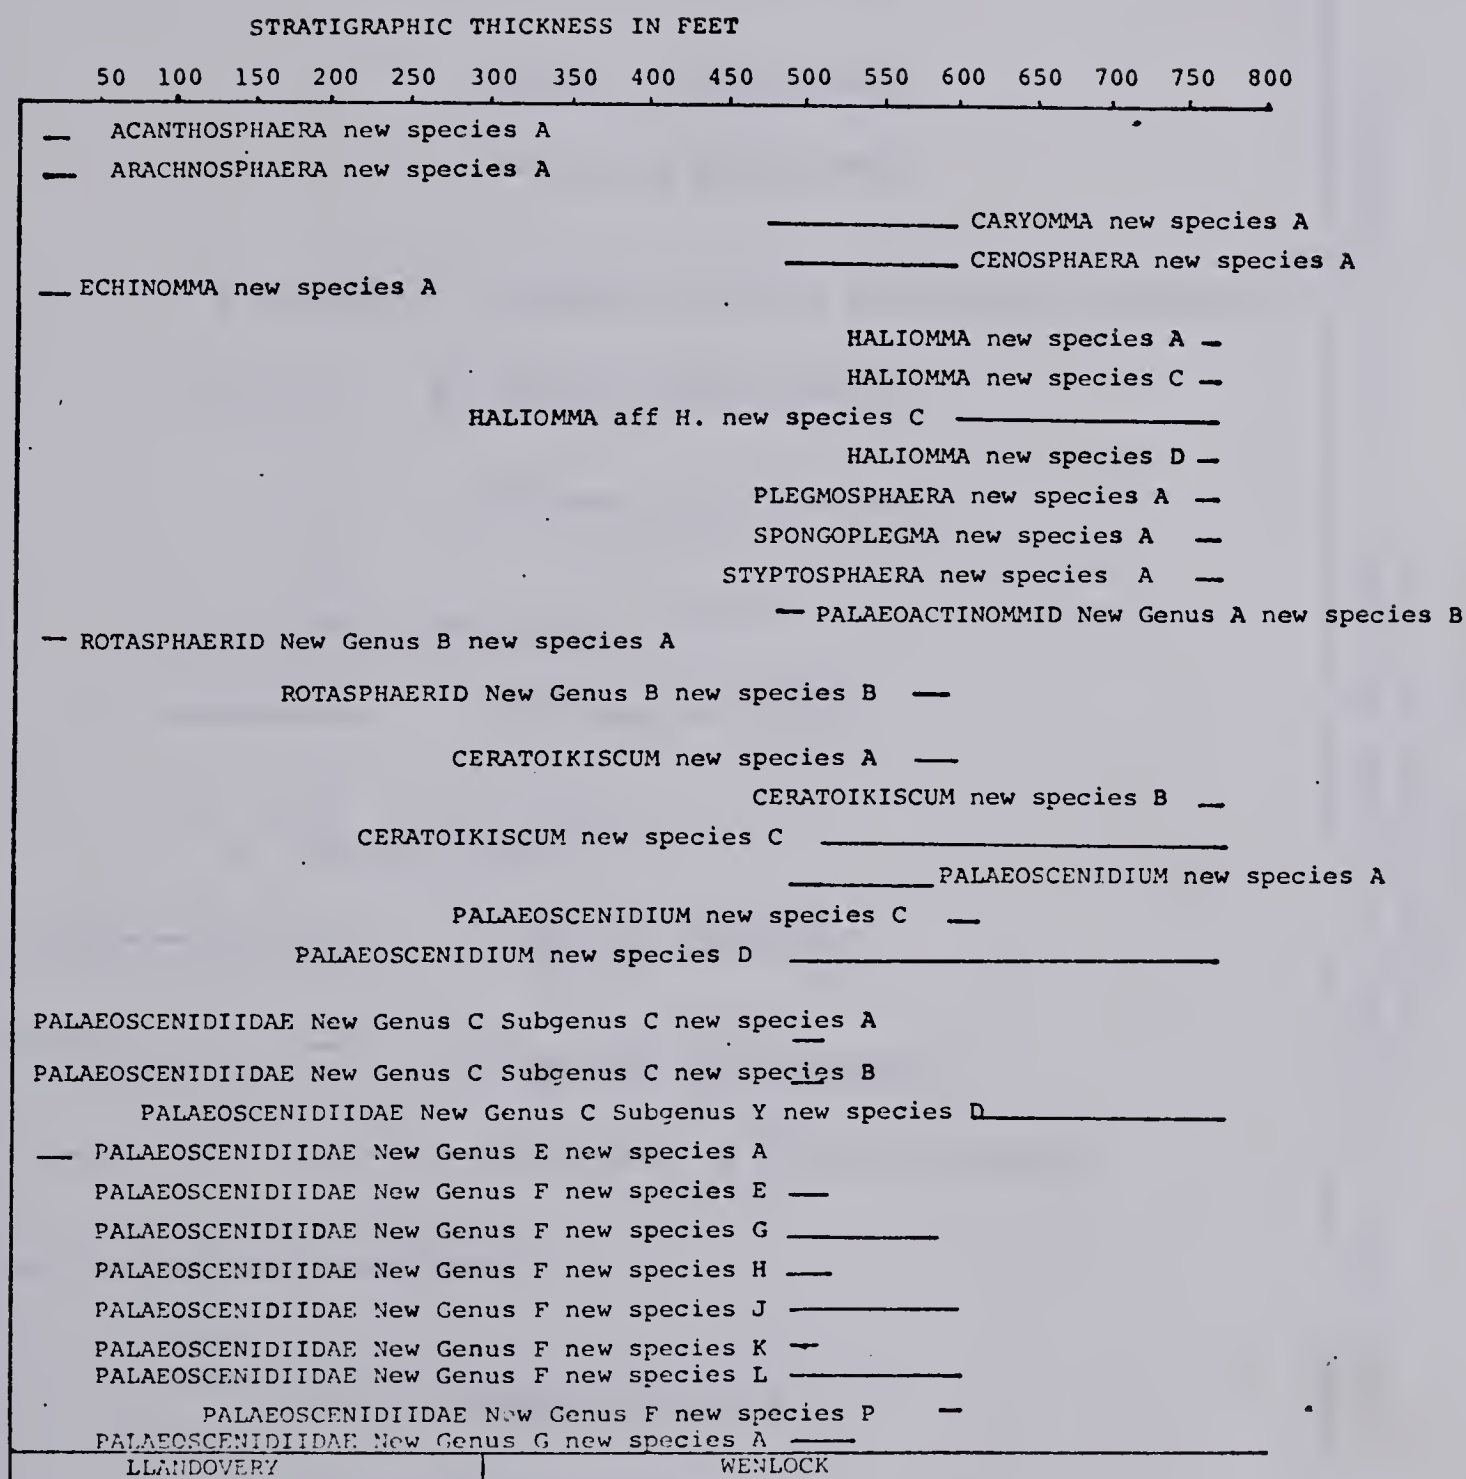 STRATIGRAPHIC THICKNESS IN FEET
50 100 150 200 250 300 350 400 450 500 550 600 650 700 750 800
ACANTHOSPHAERA new species A
ARACHNOSPHAERA new species A
CARYOMMA new species A
CENOSPHAERA new species A
ECHINOMMA new species A
HALIOMMA new species A
HALIOMMA new species C
HALIOMMA aff H. new species C
HALIOMMA new species D
PLEGMOSPHAERA new species A
SPONGOPLEGMA new species A
STYPTOSPHAERA new species A
PALAEOACTINOMMID New Genus A new species B
ROTASPHAERID New Genus B new species A
ROTASPHAERID New Genus B new species B
CERATOIKISCUM new species A
CERATOIKISCUM new species B
CERATOIKISCUM new species C
PALAEOSCENIDIUM new species A
PALAEOSCENIDIUM new species C
PALAEOSCENIDIUM new species D
PALAEOSCENIDIIDAE New Genus C Subgenus C new species A
PALAEOSCENIDIIDAE New Genus C Subgenus C new species B
PALAEOSCENIDIIDAE New Genus C Subgenus Y new species D
PALAEOSCENIDIIDAE New Genus E new species A
PALAEOSCENIDIIDAE New Genus F new species E
PALAEOSCENIDIIDAE New Genus F new species G
PALAEOSCENIDIIDAE New Genus F new species H
PALAEOSCENIDIIDAE New Genus F new species J
PALAEOSCENIDIIDAE New Genus F new species K
PALAEOSCENIDIIDAE New Genus F new species L
PALAEOSCENIDIIDAE New Genus F new species P
PALAEOSCENIDIIDAE New Genus G new species A
LLANDOVERY WENLOCK